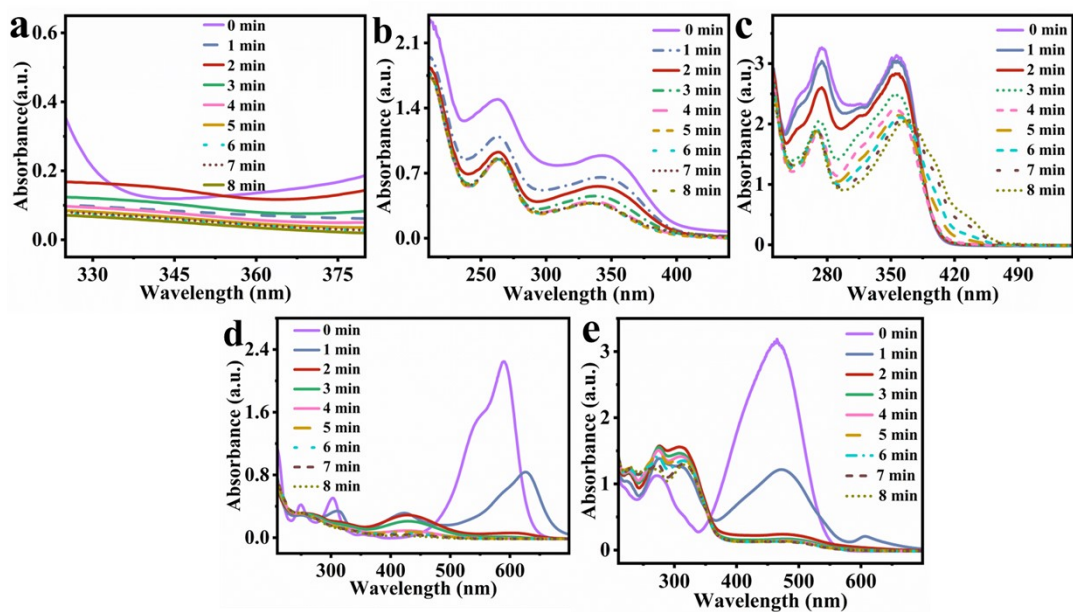 a
0 min
1 min
2 min
3 min
4 min
5 min
6 min
7 min
8 min
0.6
0.4
0.2
0.0
Absorbance(a.u.)
330
345
360
375
Wavelength (nm)
b
0 min
1 min
2 min
3 min
4 min
5 min
6 min
7 min
8 min
2.1
1.4
0.7
0.0
Absorbance (a.u.)
250
300
350
400
Wavelength (nm)
c
0 min
1 min
2 min
3 min
4 min
5 min
6 min
7 min
8 min
3
2
1
0
Absorbance (a.u.)
280
350
420
490
Wavelength (nm)
d
0 min
1 min
2 min
3 min
4 min
5 min
6 min
7 min
8 min
2.4
1.6
0.8
0.0
Absorbance (a.u.)
300
400
500
600
Wavelength (nm)
e
0 min
1 min
2 min
3 min
4 min
5 min
6 min
7 min
8 min
3
2
1
0
Absorbance (a.u.)
300
400
500
600
Wavelength (nm)